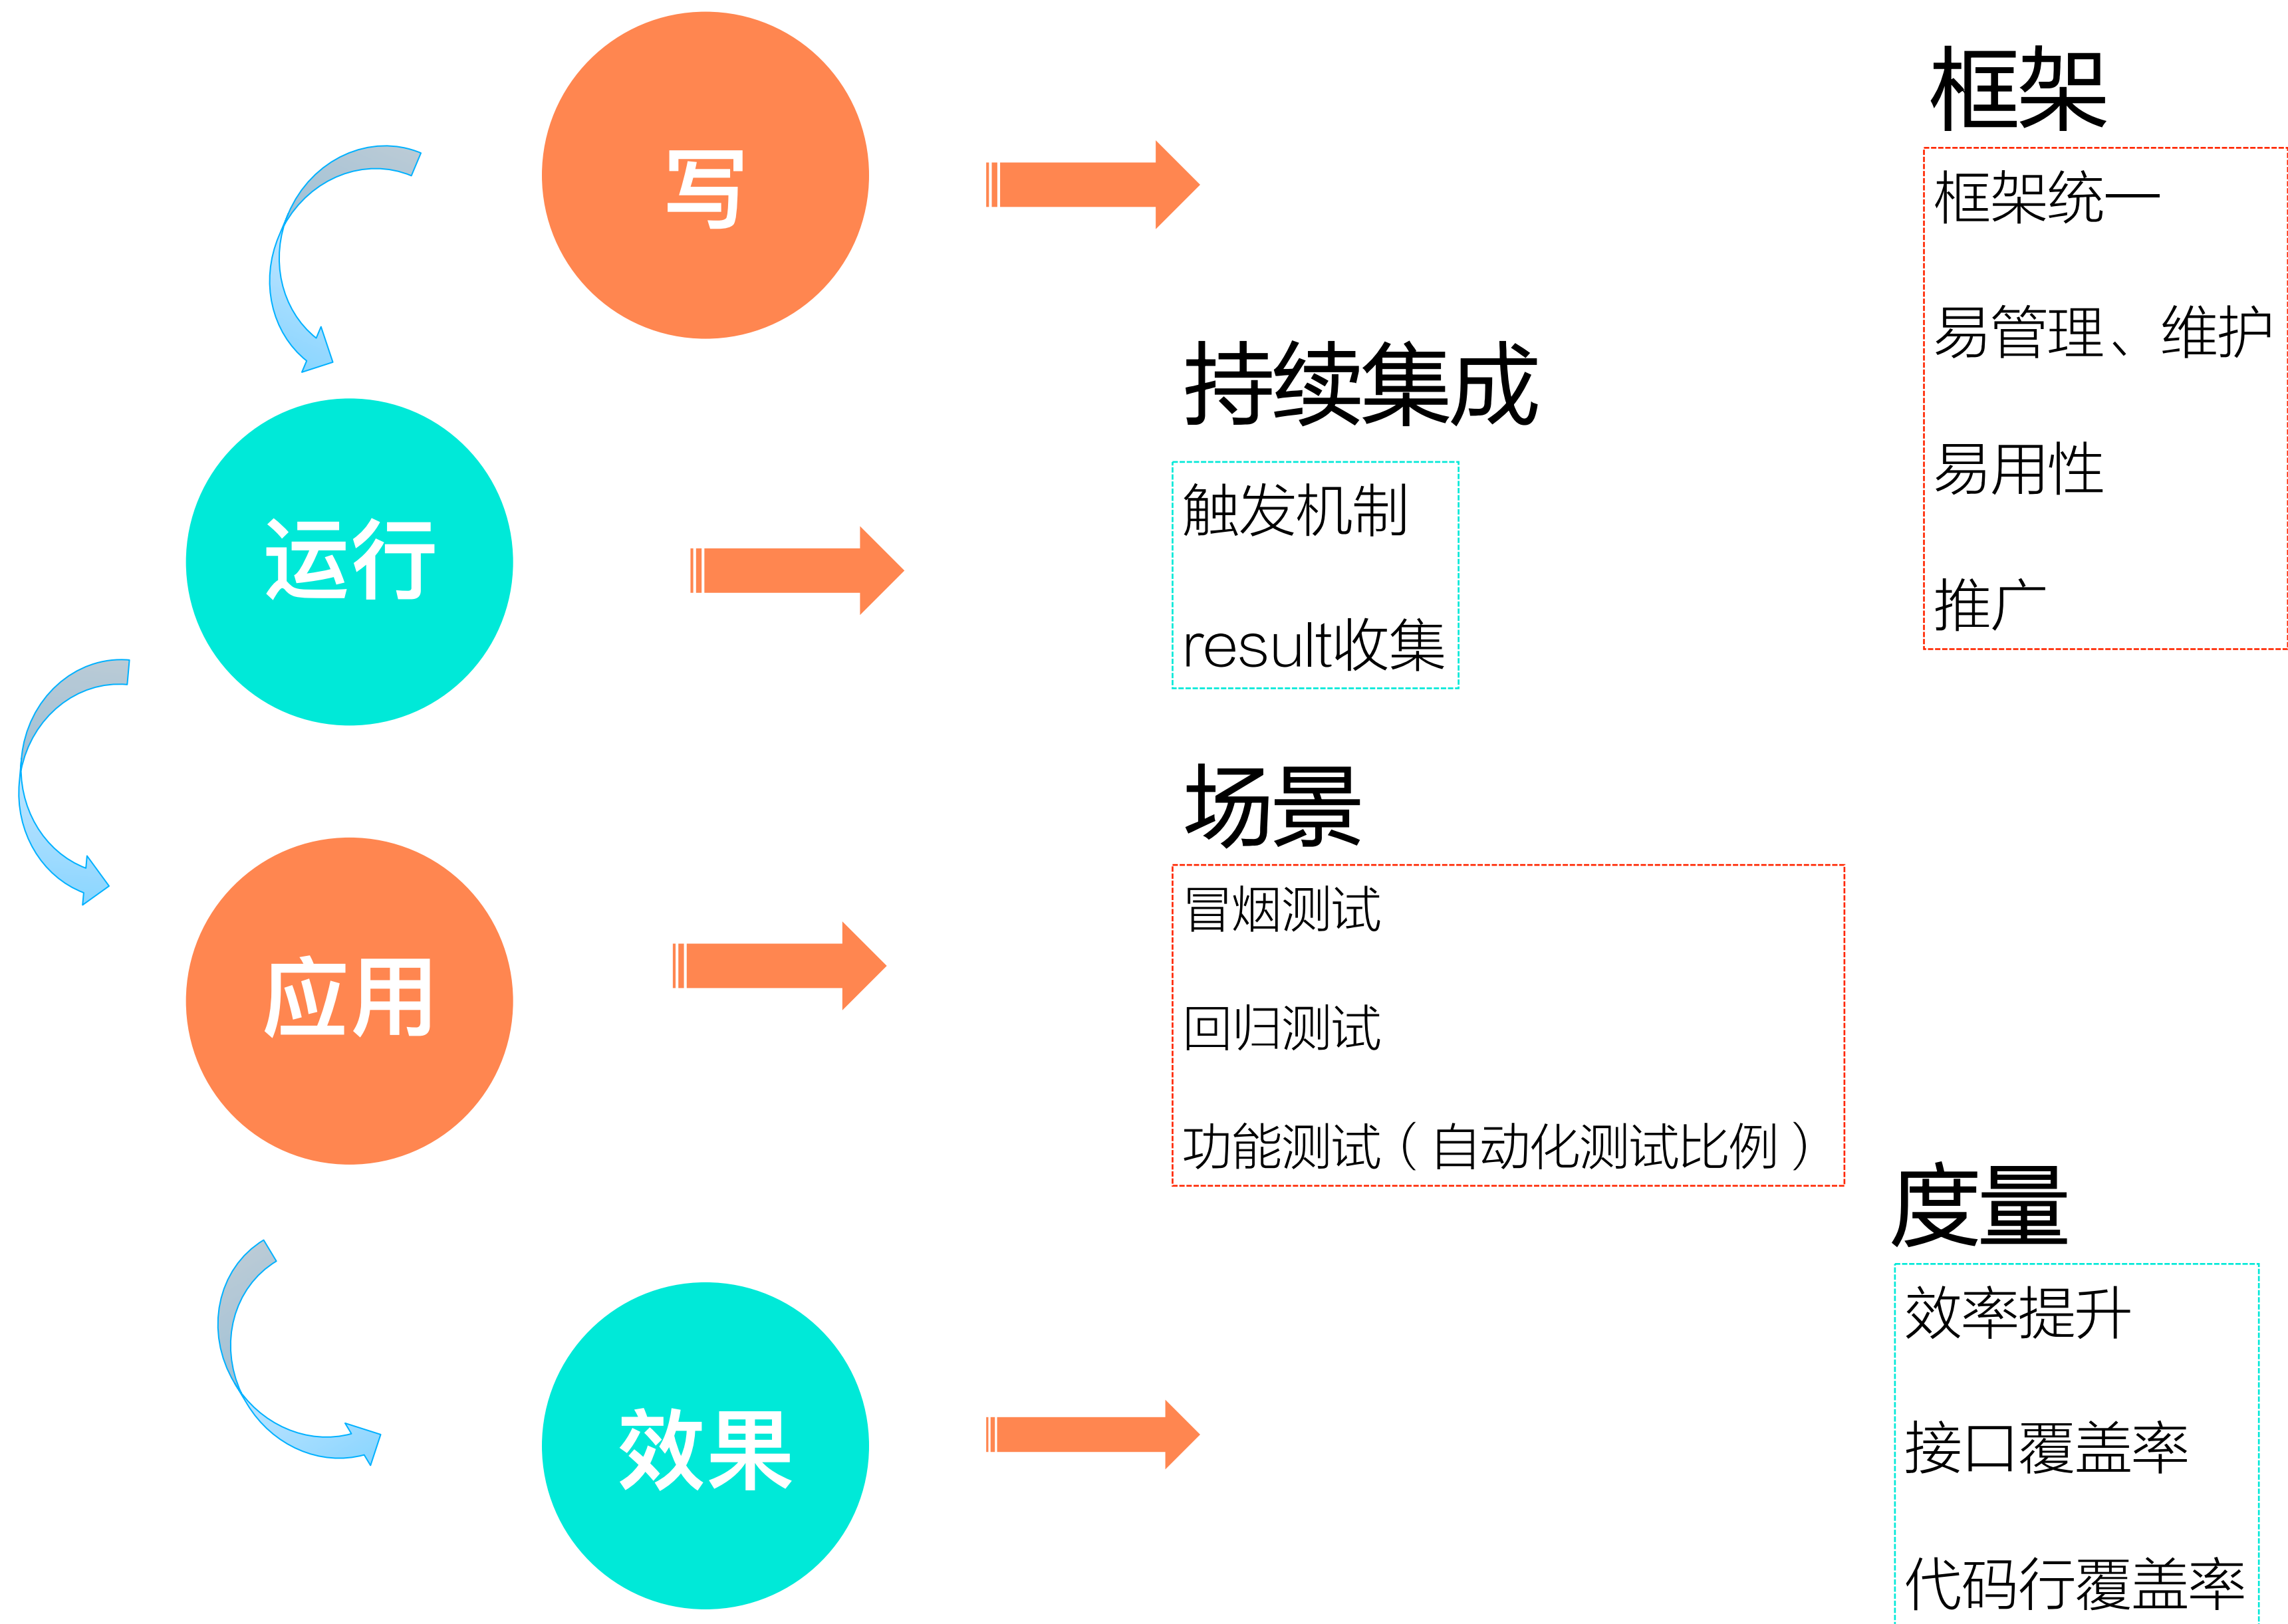 写
框架
框架统一
易管理、维护
易用性
推广
运行
持续集成
触发机制
result收集
应用
场景
冒烟测试
回归测试
功能测试（自动化测试比例）
效果
度量
效率提升
接口覆盖率
代码行覆盖率